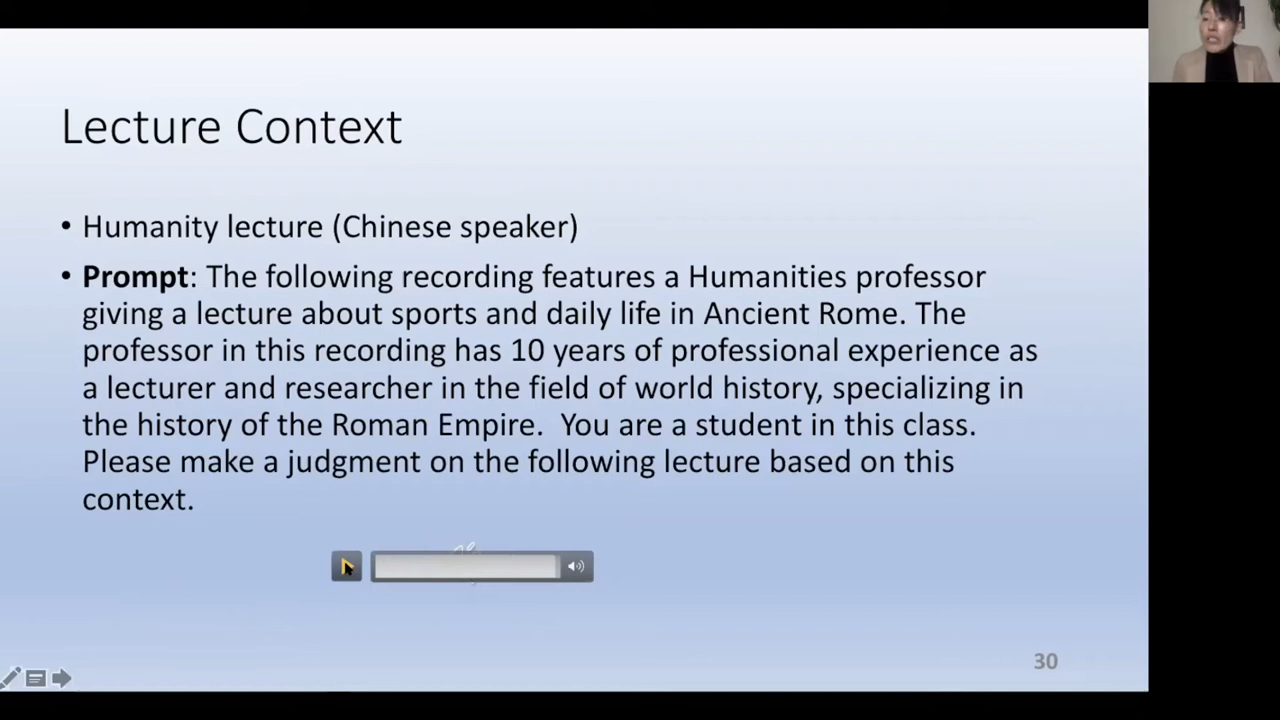 Lecture Context
• Humanity lecture (Chinese speaker)
• Prompt: The following recording features a Humanities professor
giving a lecture about sports and daily life in Ancient Rome. The
professor in this recording has 10 years of professional experience as
a lecturer and researcher in the field of world history, specializing in
the history of the Roman Empire.  You are a student in this class.
Please make a judgment on the following lecture based on this
context.
30